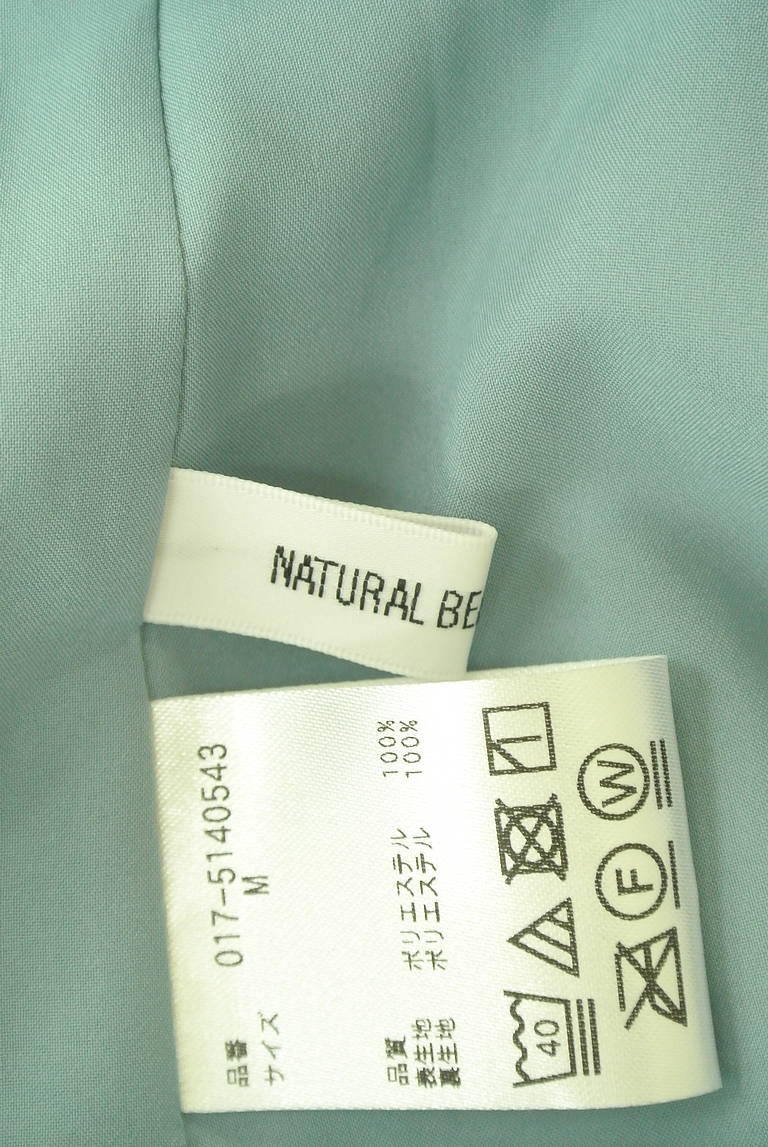 NATURAL BE
品番 017-5140543
サイズ M
品質
表生地 ポリエステル 100%
裏生地 ポリエステル 100%
40
W
F